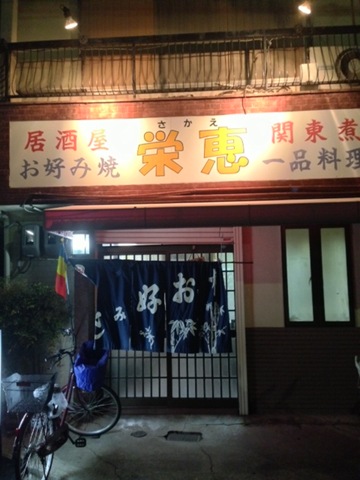 さかえ
居酒屋 栄恵 関東煮
お好み焼 一品料理
お好み